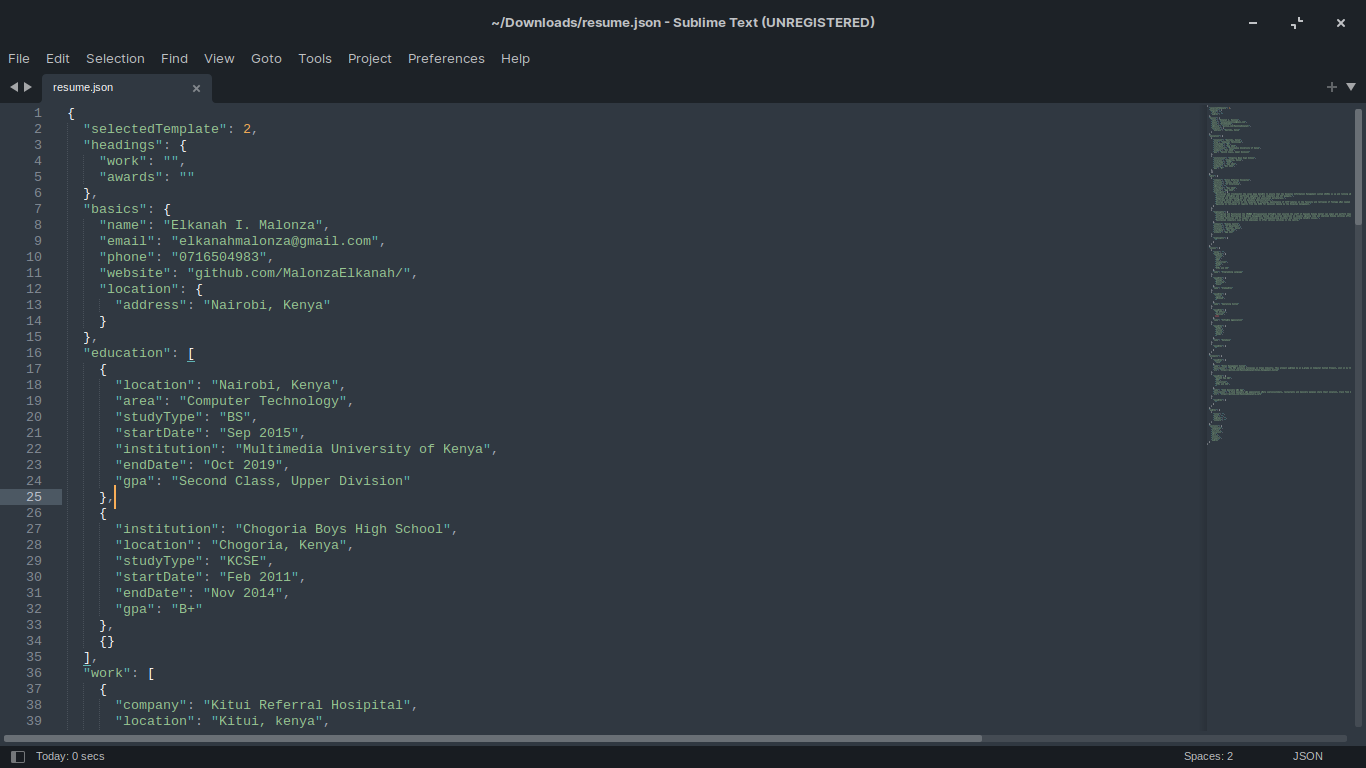 ~/Downloads/resume.json - Sublime Text (UNREGISTERED)
File Edit Selection Find View Goto Tools Project Preferences Help
resume.json
1 {
2 "selectedTemplate": 2,
3 "headings": {
4 "work": "",
5 "awards": ""
6 },
7 "basics": {
8 "name": "Elkanah I. Malonza",
9 "email": "elkanahmalonza@gmail.com",
10 "phone": "0716504983",
11 "website": "github.com/MalonzaElkanah/",
12 "location": {
13 "address": "Nairobi, Kenya"
14 }
15 },
16 "education": [
17 {
18 "location": "Nairobi, Kenya",
19 "area": "Computer Technology",
20 "studyType": "BS",
21 "startDate": "Sep 2015",
22 "institution": "Multimedia University of Kenya",
23 "endDate": "Oct 2019",
24 "gpa": "Second Class, Upper Division"
25 },
26 {
27 "institution": "Chogoria Boys High School",
28 "location": "Chogoria, Kenya",
29 "studyType": "KCSE",
30 "startDate": "Feb 2011",
31 "endDate": "Nov 2014",
32 "gpa": "B+"
33 },
34 {}
35 ],
36 "work": [
37 {
38 "company": "Kitui Referral Hosipital",
39 "location": "Kitui, kenya",
Today: 0 secs Spaces: 2 JSON